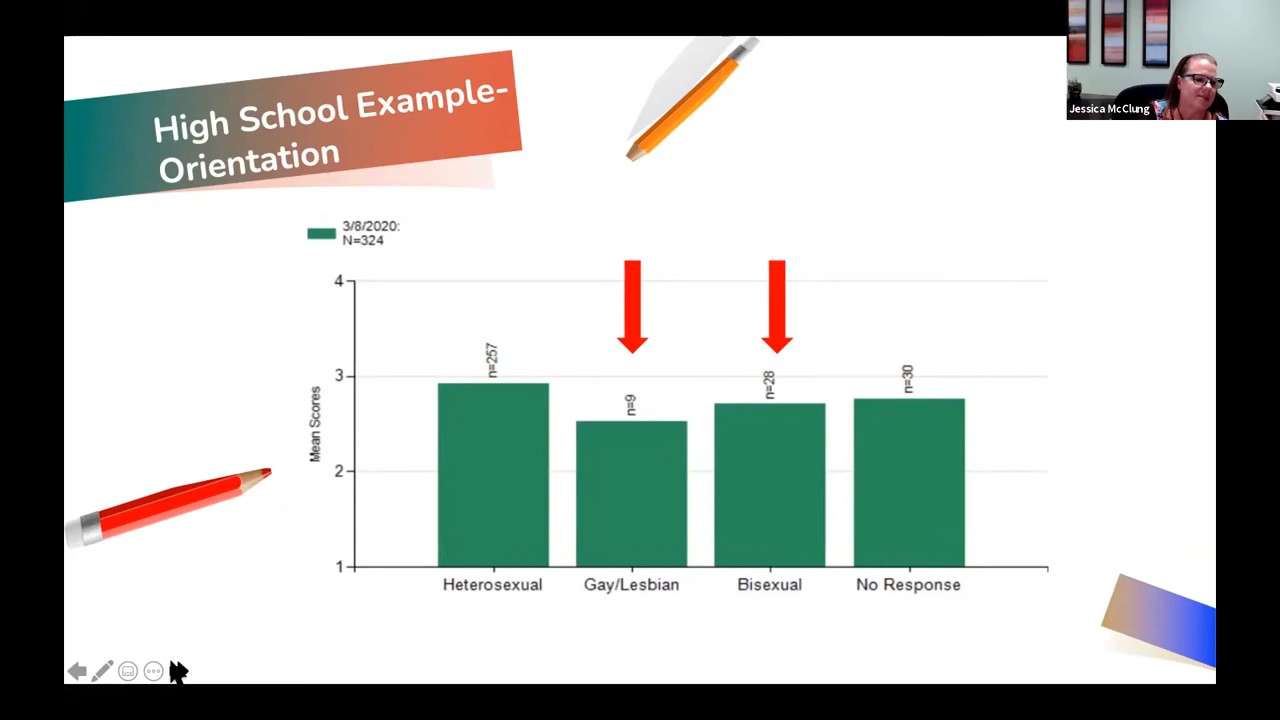 Jessica McClung
High School Example-
Orientation
3/8/2020:
N=324
4
3
2
1
Mean Scores
n=257
n=9
n=28
n=30
Heterosexual
Gay/Lesbian
Bisexual
No Response